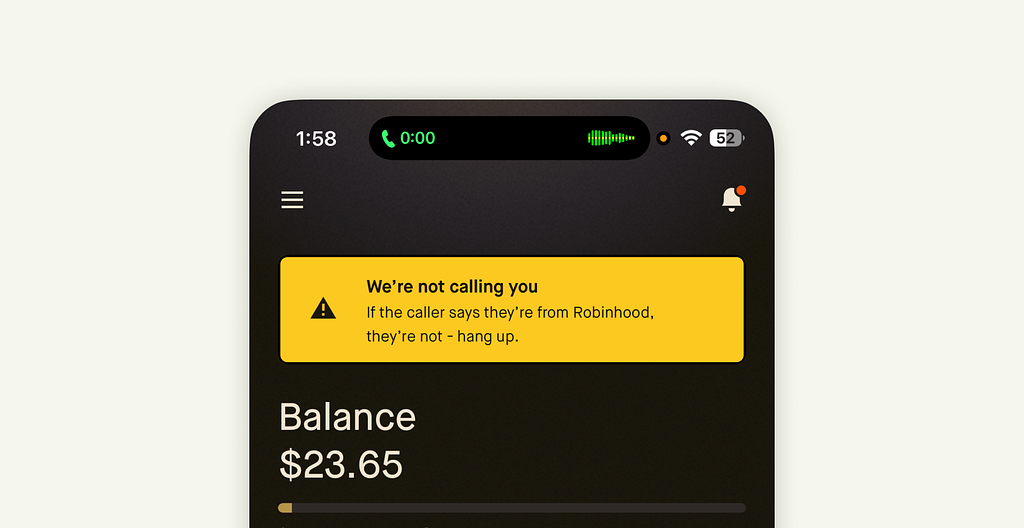 1:58 0:00 52
We're not calling you
If the caller says they're from Robinhood,
they're not - hang up.
Balance
$23.65